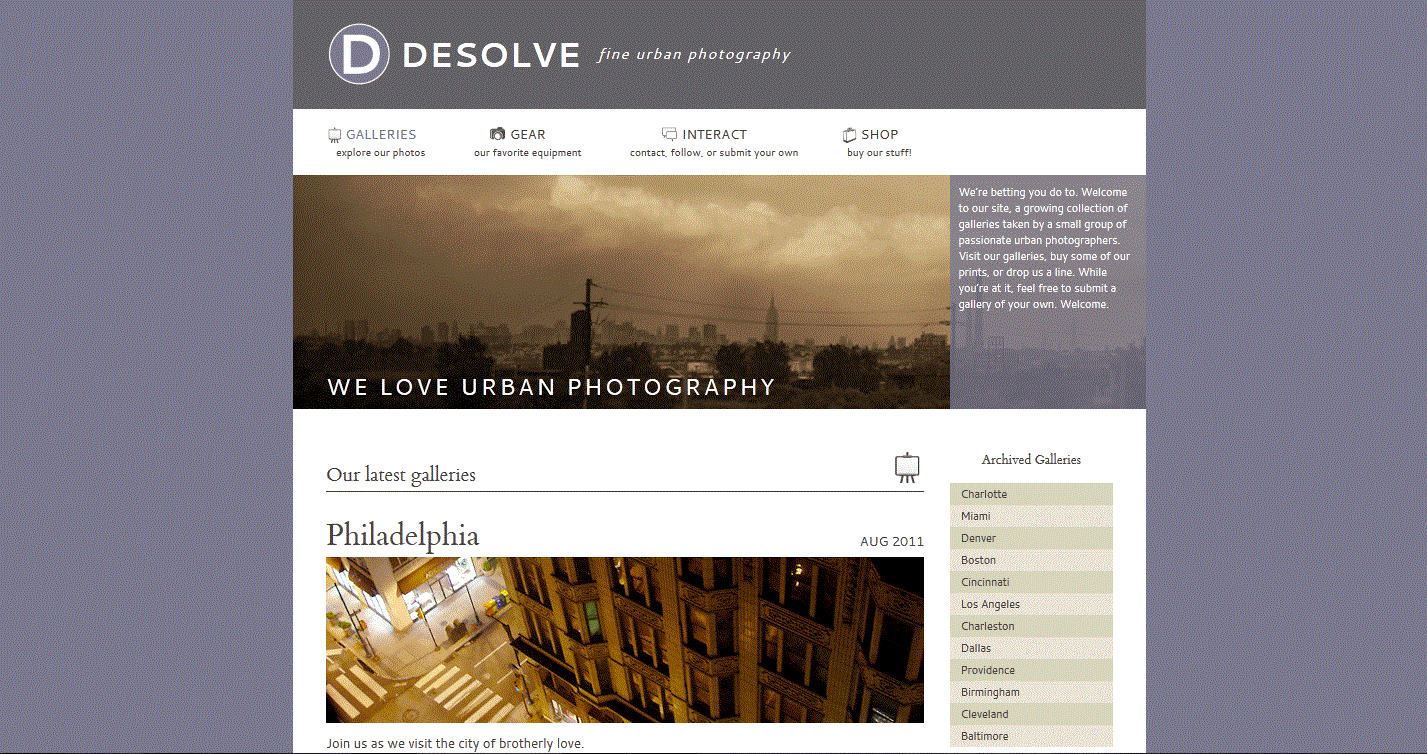 D DESOLVE fine urban photography
GALLERIES
explore our photos
GEAR
our favorite equipment
INTERACT
contact, follow, or submit your own
SHOP
buy our stuff!
We're betting you do to. Welcome
to our site, a growing collection of
galleries taken by a small group of
passionate urban photographers.
Visit our galleries, buy some of our
prints, or drop us a line. While
you're at it, feel free to submit a
gallery of your own. Welcome.
WE LOVE URBAN PHOTOGRAPHY
Our latest galleries
Philadelphia
AUG 2011
Join us as we visit the city of brotherly love.
Archived Galleries
Charlotte
Miami
Denver
Boston
Cincinnati
Los Angeles
Charleston
Dallas
Providence
Birmingham
Cleveland
Baltimore